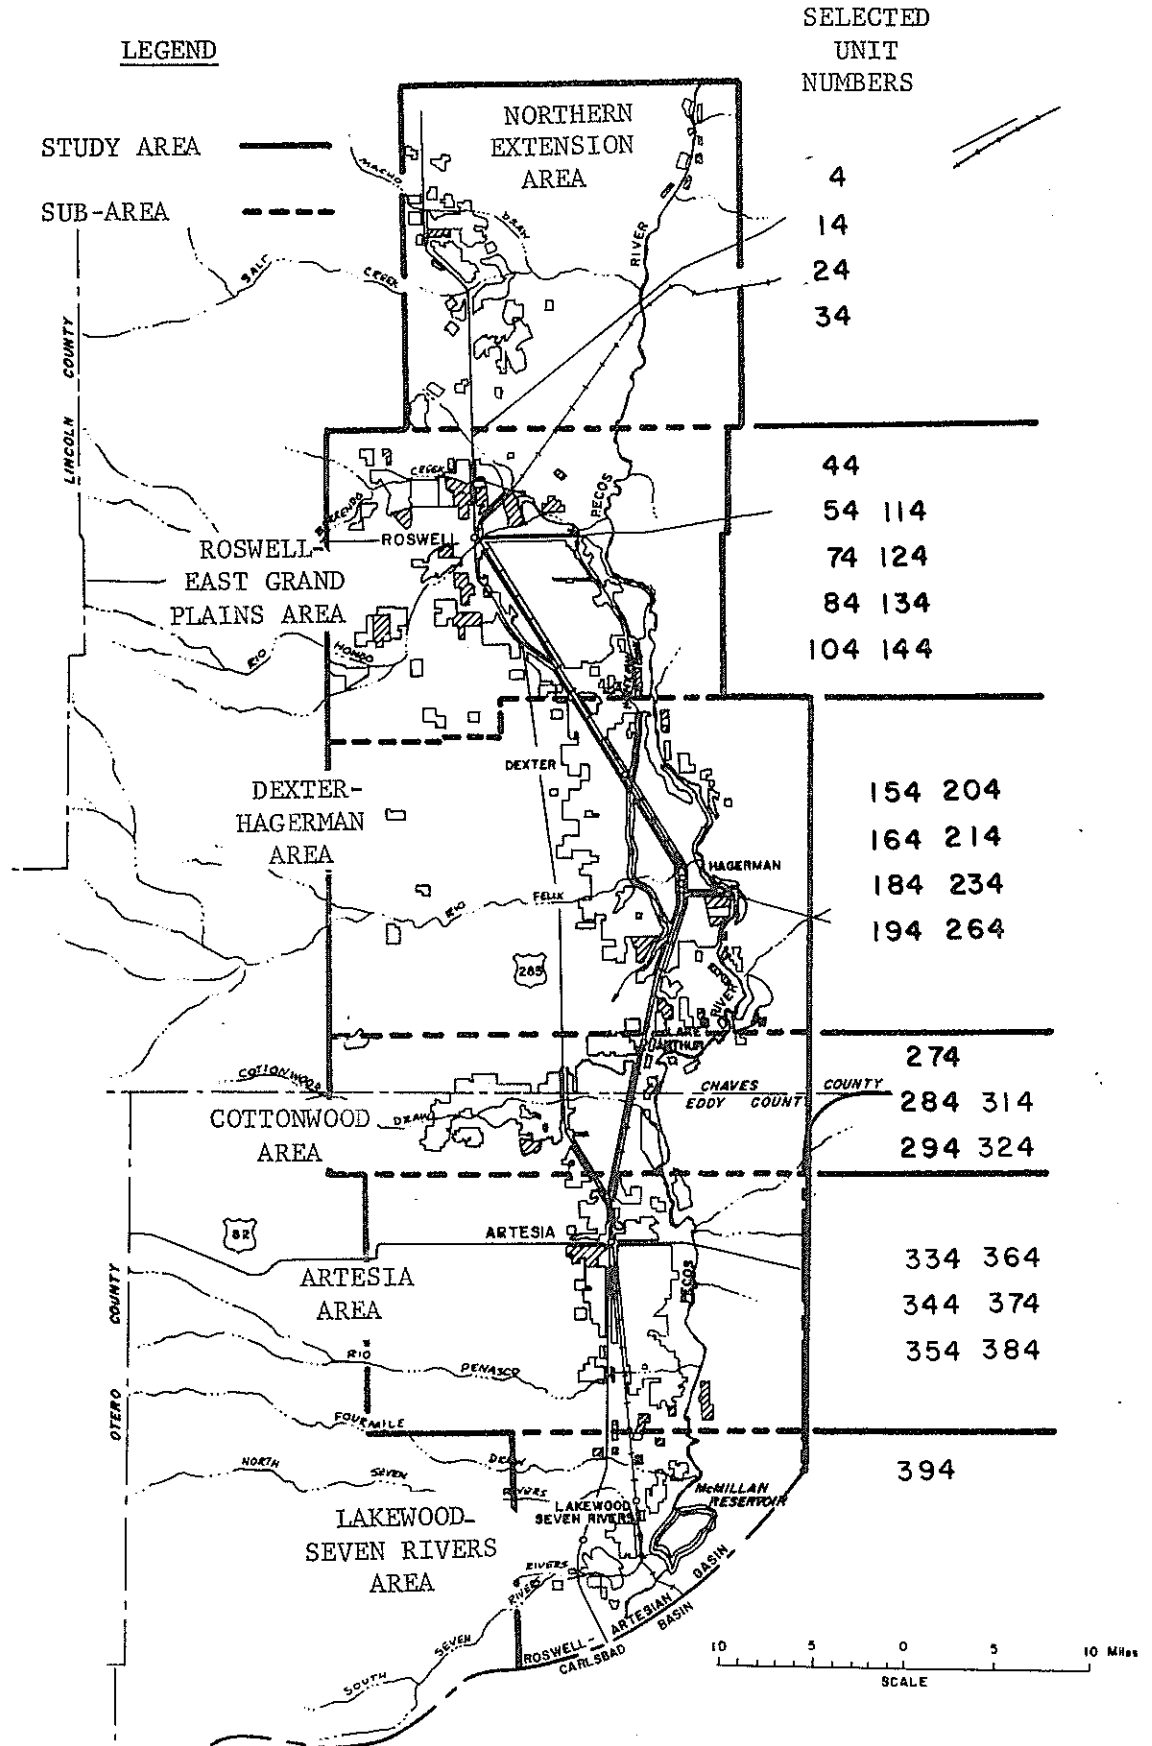 LEGEND
SELECTED
UNIT
NUMBERS
STUDY AREA
SUB-AREA
NORTHERN
EXTENSION
AREA
4
14
24
34
MACHO
DRAW
SALT
CREEK
RIVER
LINCOLN COUNTY
44
54 114
74 124
84 134
104 144
CREEK
BERRENDO
PECOS
ROSWELL
ROSWELL-
EAST GRAND
PLAINS AREA
RIO
HONDO
DEXTER
DEXTER-
HAGERMAN
AREA
154 204
164 214
184 234
194 264
HAGERMAN
RIO
FELIX
285
RIVER
LAKE
ARTHUR
274
COTTONWOOD
CHAVES COUNTY
EDDY COUNTY
284 314
294 324
COTTONWOOD
AREA
DRAW
82
ARTESIA
ARTESIA
AREA
PECOS
334 364
344 374
354 384
OTERO COUNTY
RIO
PENASCO
FOURMILE
DRAW
NORTH
SEVEN
RIVERS
394
McMILLAN
RESERVOIR
LAKEWOOD
SEVEN RIVERS
LAKEWOOD-
SEVEN RIVERS
AREA
RIVERS
RIVERS
SEVEN
SOUTH
ROSWELL- ARTESIAN BASIN
CARLSBAD BASIN
10 5 0 5 10 Miles
SCALE